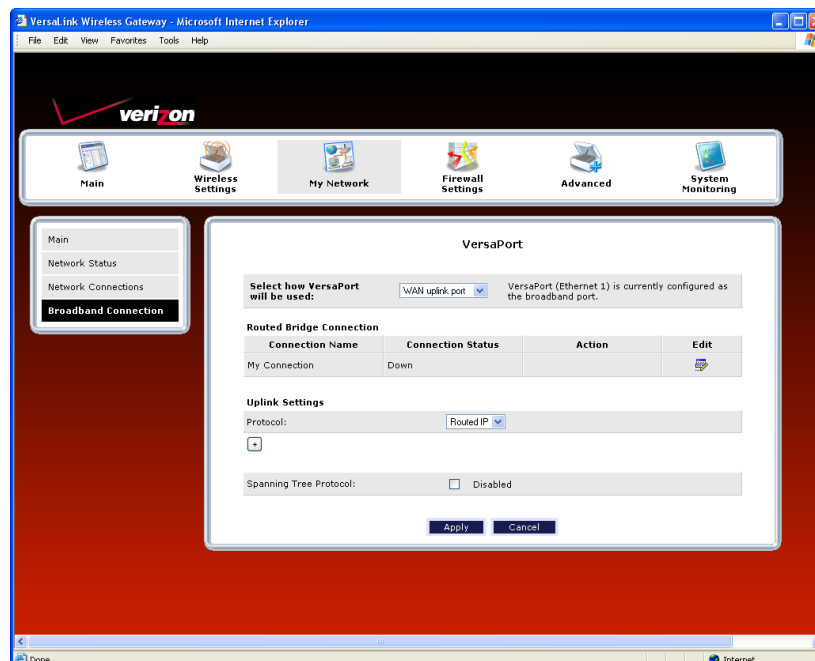 VersaLink Wireless Gateway - Microsoft Internet Explorer
File Edit View Favorites Tools Help
verizon
Main
Wireless Settings
My Network
Firewall Settings
Advanced
System Monitoring
Main
Network Status
Network Connections
Broadband Connection
VersaPort
Select how VersaPort will be used:
WAN uplink port
VersaPort (Ethernet 1) is currently configured as the broadband port.
Routed Bridge Connection
Connection Name Connection Status Action Edit
My Connection Down
Uplink Settings
Protocol: Routed IP
+
Spanning Tree Protocol: Disabled
Apply Cancel
Done Internet